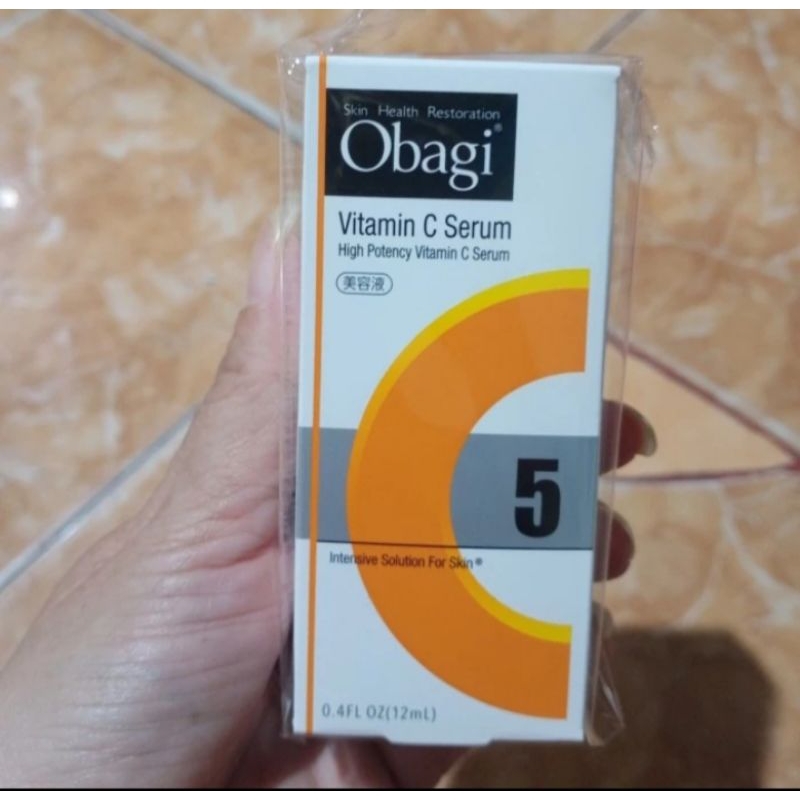 Skin Health Restoration
Obagi®
Vitamin C Serum
High Potency Vitamin C Serum
美容液
5
Intensive Solution For Skin®
0.4FL OZ(12mL)